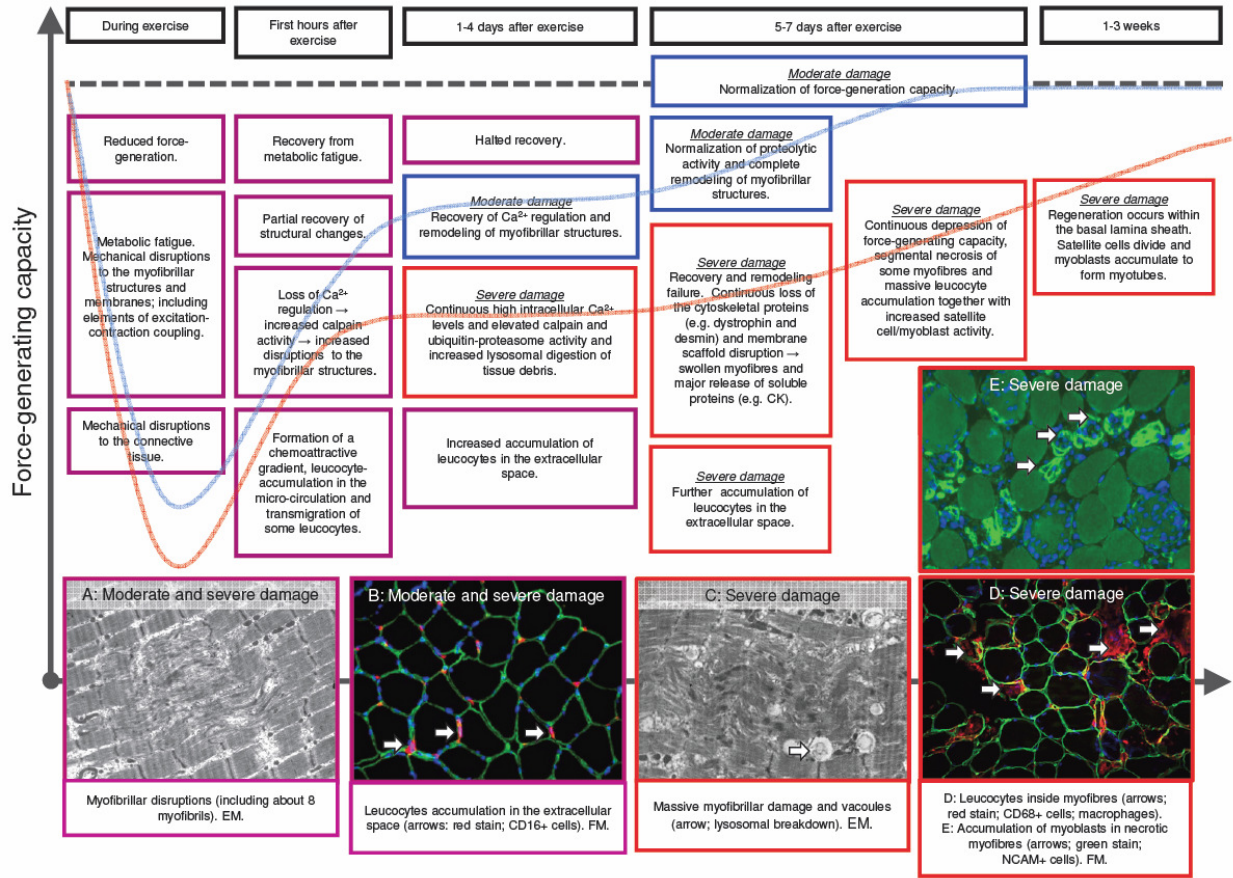 Force-generating capacity
During exercise
First hours after
exercise
1-4 days after exercise
5-7 days after exercise
1-3 weeks
Moderate damage
Normalization of force-generation capacity.
Reduced force-
generation.
Recovery from
metabolic fatigue.
Halted recovery.
Moderate damage
Normalization of proteolytic
activity and complete
remodeling of myofibrillar
structures.
Metabolic fatigue.
Mechanical disruptions
to the myofibrillar
structures and
membranes; including
elements of excitation-
contraction coupling.
Partial recovery of
structural changes.
Moderate damage
Recovery of Ca²⁺ regulation and
remodeling of myofibrillar structures.
Severe damage
Continuous depression of
force-generating capacity,
segmental necrosis of
some myofibres and
massive leucocyte
accumulation together with
increased satellite
cell/myoblast activity.
Severe damage
Regeneration occurs within
the basal lamina sheath.
Satellite cells divide and
myoblasts accumulate to
form myotubes.
Loss of Ca²⁺
regulation →
increased calpain
activity → increased
disruptions to the
myofibrillar structures.
Severe damage
Continuous high intracellular Ca²⁺
levels and elevated calpain and
ubiquitin-proteasome activity and
increased lysosomal digestion of
tissue debris.
Severe damage
Recovery and remodeling
failure. Continuous loss of
the cytoskeletal proteins
(e.g. dystrophin and
desmin) and membrane
scaffold disruption →
swollen myofibres and
major release of soluble
proteins (e.g. CK).
Mechanical disruptions
to the connective
tissue.
Formation of a
chemoattractive
gradient, leucocyte-
accumulation in the
micro-circulation and
transmigration of
some leucocytes.
Increased accumulation of
leucocytes in the extracellular
space.
Severe damage
Further accumulation of
leucocytes in the
extracellular space.
E: Severe damage
A: Moderate and severe damage
B: Moderate and severe damage
C: Severe damage
D: Severe damage
Myofibrillar disruptions (including about 8
myofibrils). EM.
Leucocytes accumulation in the extracellular
space (arrows: red stain; CD16+ cells). FM.
Massive myofibrillar damage and vacoules
(arrow; lysosomal breakdown). EM.
D: Leucocytes inside myofibres (arrows;
red stain; CD68+ cells; macrophages).
E: Accumulation of myoblasts in necrotic
myofibres (arrows; green stain;
NCAM+ cells). FM.